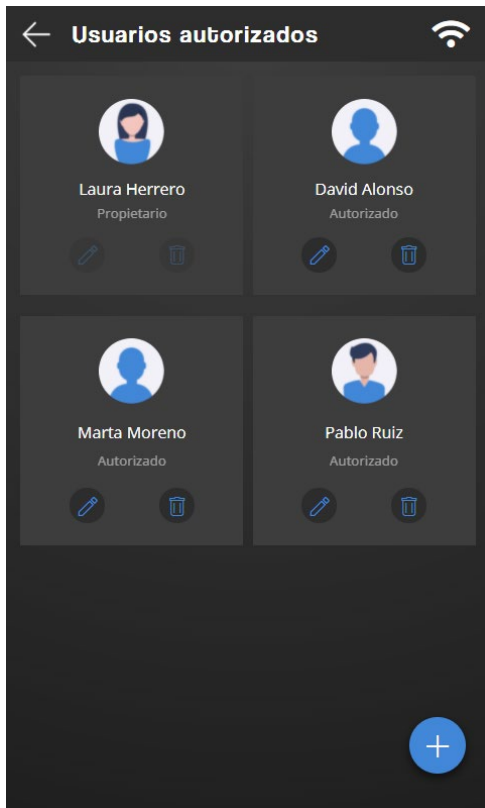 Usuarios autorizados
Laura Herrero
Propietario
David Alonso
Autorizado
Marta Moreno
Autorizado
Pablo Ruiz
Autorizado